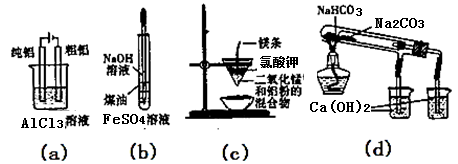 纯铝 粗铝
AlCl3溶液
(a)
NaOH
溶液
煤油
FeSO4溶液
(b)
镁条
氯酸钾
二氧化锰
和铝粉的
混合物
(c)
NaHCO3
Na2CO3
Ca(OH)2
(d)